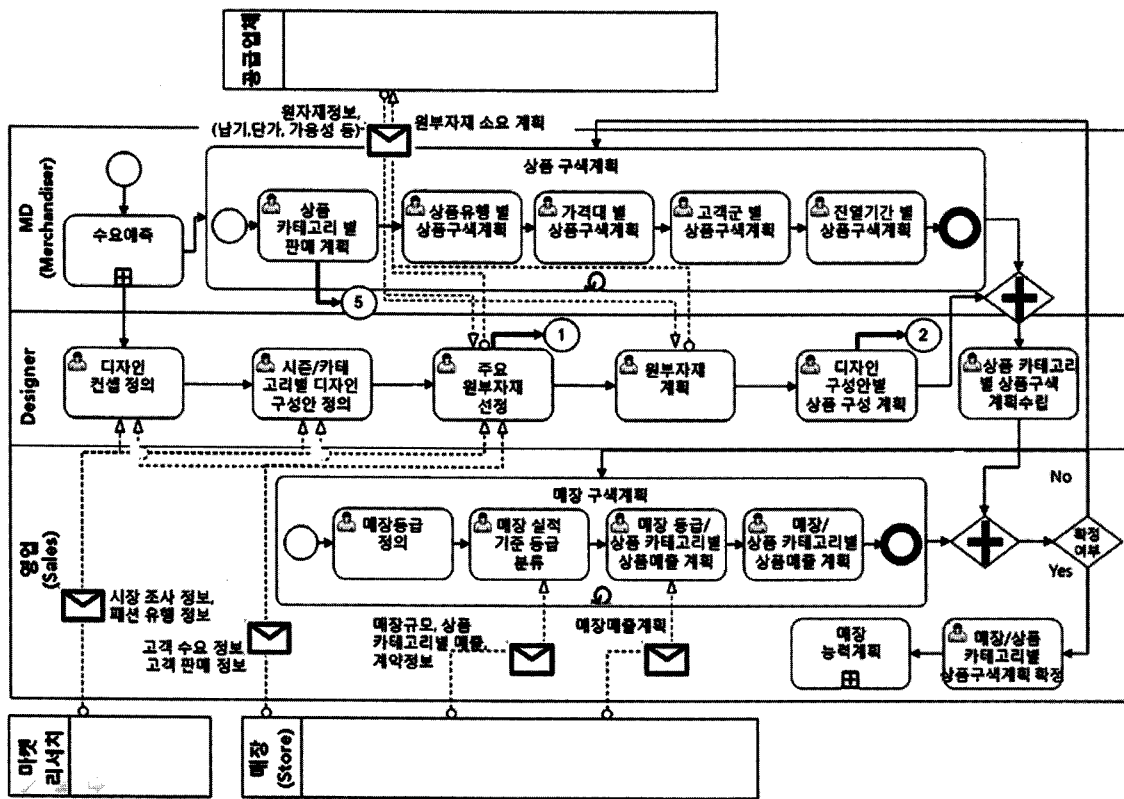 공급업체
원자재정보,
(납기,단가, 가용성 등)
원부자재 소요 계획
MD
(Merchandiser)
수요예측
상품 구색계획
상품
카테고리 별
판매 계획
상품유행 별
상품구색계획
가격대 별
상품구색계획
고객군 별
상품구색계획
진열기간 별
상품구색계획
5
Designer
디자인
컨셉 정의
시즌/카테
고리별 디자인
구성안 정의
주요
원부자재
선정
1
원부자재
계획
디자인
구성안별
상품 구성 계획
2
상품 카테고리
별 상품구색
계획수립
영업
(Sales)
매장 구색계획
매장등급
정의
매장 실적
기준 등급
분류
매장 등급/
상품 카테고리별
상품매출 계획
매장/
상품 카테고리별
상품매출 계획
No
확정
여부
Yes
시장 조사 정보,
패션 유행 정보
고객 수요 정보
고객 판매 정보
매장규모, 상품
카테고리별 매출,
계약정보
매장매출계획
매장
능력계획
매장/상품
카테고리별
상품구색계획 확정
마켓
리서치
매장
(Store)